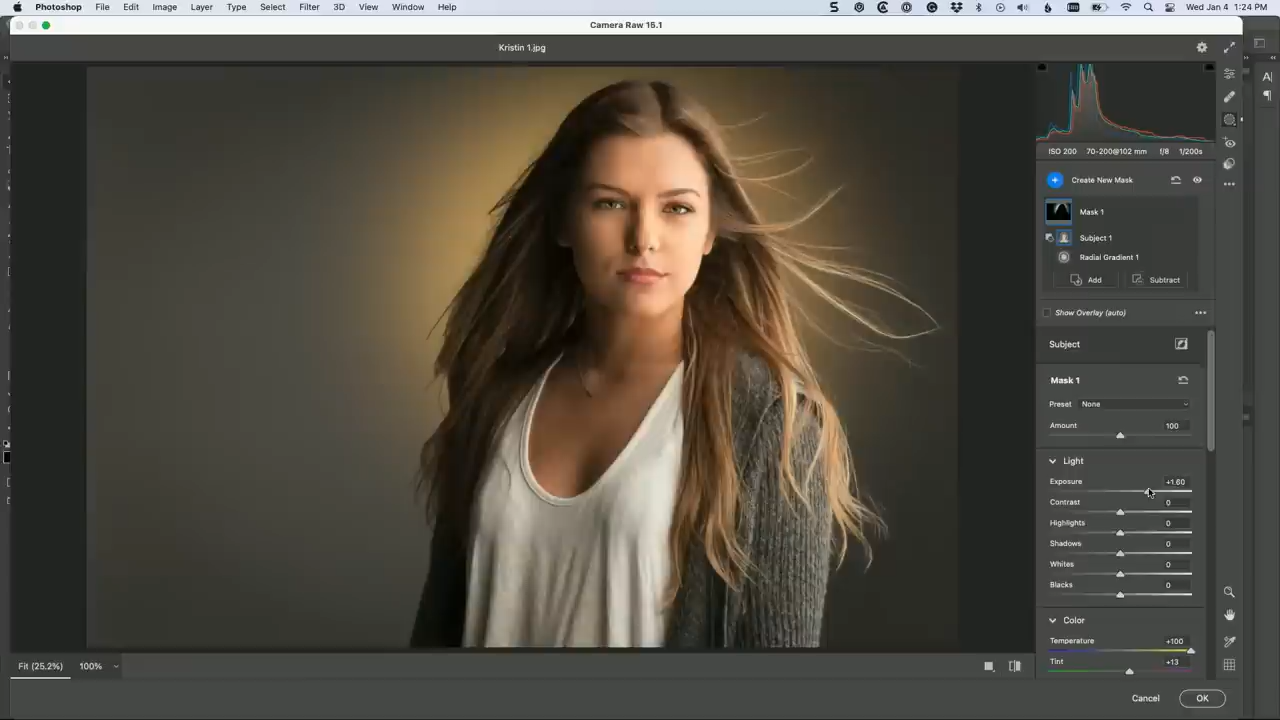 Photoshop File Edit Image Layer Type Select Filter 3D View Window Help Wed Jan 4 1:24 PM
Camera Raw 15.1
Kristin 1.jpg
ISO 200 70-200@102 mm f/8 1/200s
Create New Mask
Mask 1
Subject 1
Radial Gradient 1
Add Subtract
Show Overlay (auto)
Subject
Mask 1
Preset None
Amount 100
Light
Exposure +1.60
Contrast 0
Highlights 0
Shadows 0
Whites 0
Blacks 0
Color
Temperature +100
Tint +13
Fit (25.2%) 100%
Cancel OK